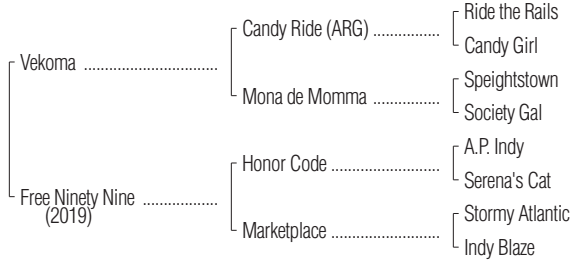 Vekoma
Free Ninety Nine
(2019)
Candy Ride (ARG)
Mona de Momma
Honor Code
Marketplace
Ride the Rails
Candy Girl
Speightstown
Society Gal
A.P. Indy
Serena's Cat
Stormy Atlantic
Indy Blaze